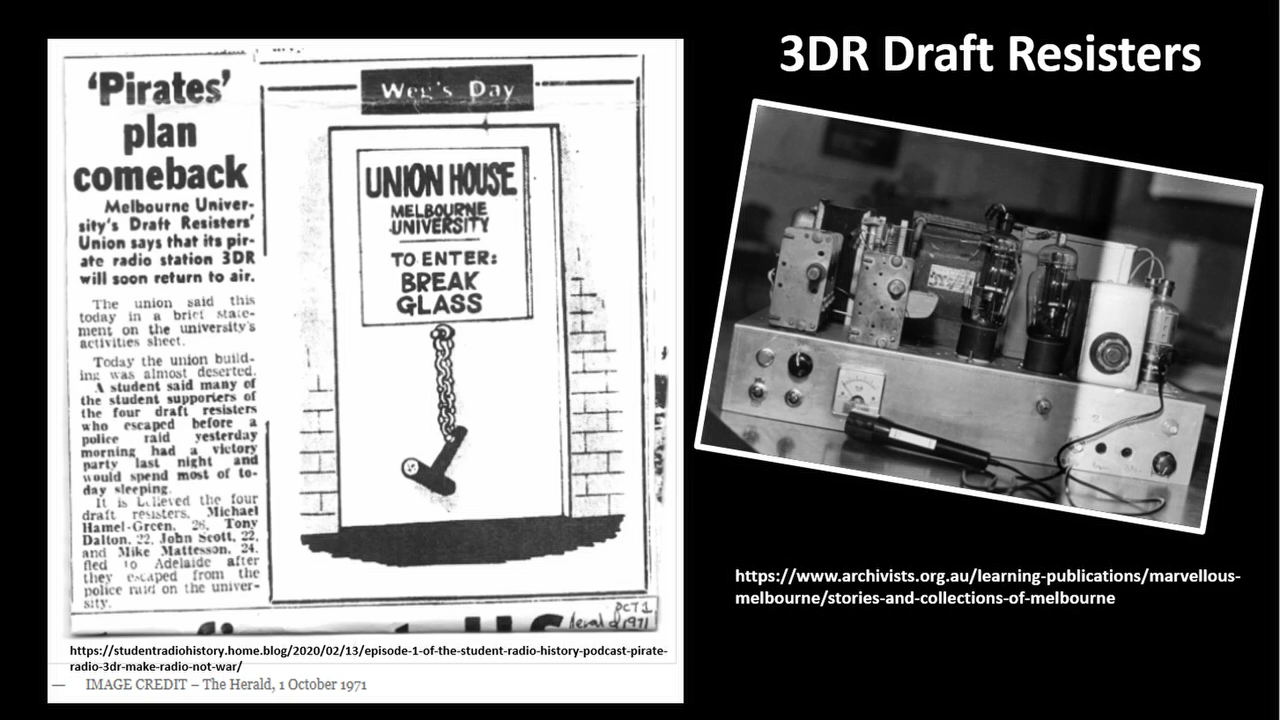 'Pirates'
plan
comeback
Melbourne Univer-
sity's Draft Resisters'
Union says that its pir-
ate radio station 3DR
will soon return to air.
The union said this
today in a brief state-
ment on the university's
activities sheet.
Today the union build-
ing was almost deserted.
A student said many of
the student supporters of
the four draft resisters
who escaped before a
police raid yesterday
morning had a victory
party last night and
would spend most of to-
day sleeping.
It is believed the four
draft resisters, Michael
Hamel-Green, 26, Tony
Dalton, 22, John Scott, 22,
and Mike Mattesson, 24,
fled to Adelaide after
they escaped from the
police raid on the univer-
sity.
Weg's Day
UNION HOUSE
MELBOURNE
UNIVERSITY
TO ENTER:
BREAK
GLASS
OCT 1
Herald 1971
https://studentradiohistory.home.blog/2020/02/13/episode-1-of-the-student-radio-history-podcast-pirate-
radio-3dr-make-radio-not-war/
— IMAGE CREDIT – The Herald, 1 October 1971
3DR Draft Resisters
https://www.archivists.org.au/learning-publications/marvellous-
melbourne/stories-and-collections-of-melbourne